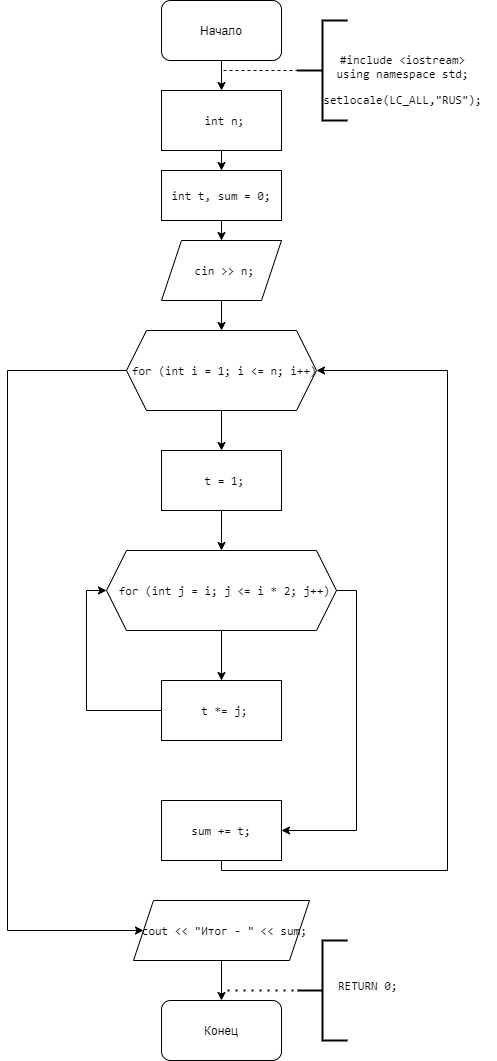 Начало
#include <iostream>
using namespace std;
setlocale(LC_ALL,"RUS");
int n;
int t, sum = 0;
cin >> n;
for (int i = 1; i <= n; i++)
t = 1;
for (int j = i; j <= i * 2; j++)
t *= j;
sum += t;
cout << "Итог - " << sum;
RETURN 0;
Конец